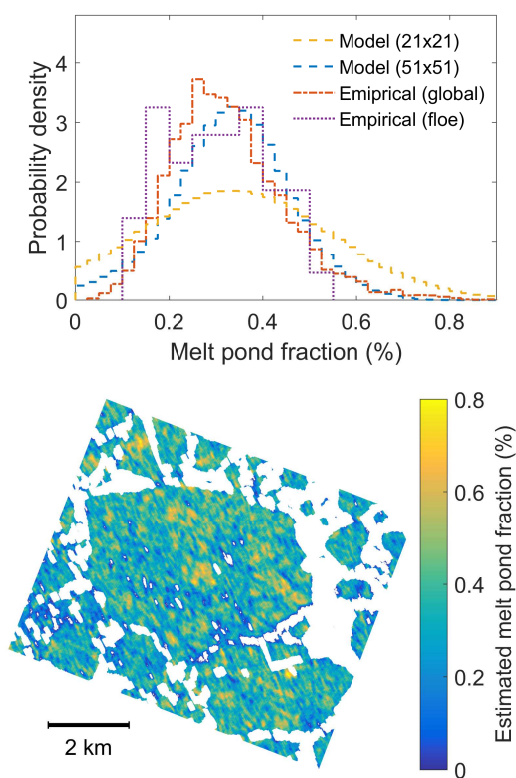 Probability density
4
3
2
1
0
Model (21x21)
Model (51x51)
Emiprical (global)
Empirical (floe)
0 0.2 0.4 0.6 0.8
Melt pond fraction (%)
0.8
0.6
0.4
0.2
0
Estimated melt pond fraction (%)
2 km